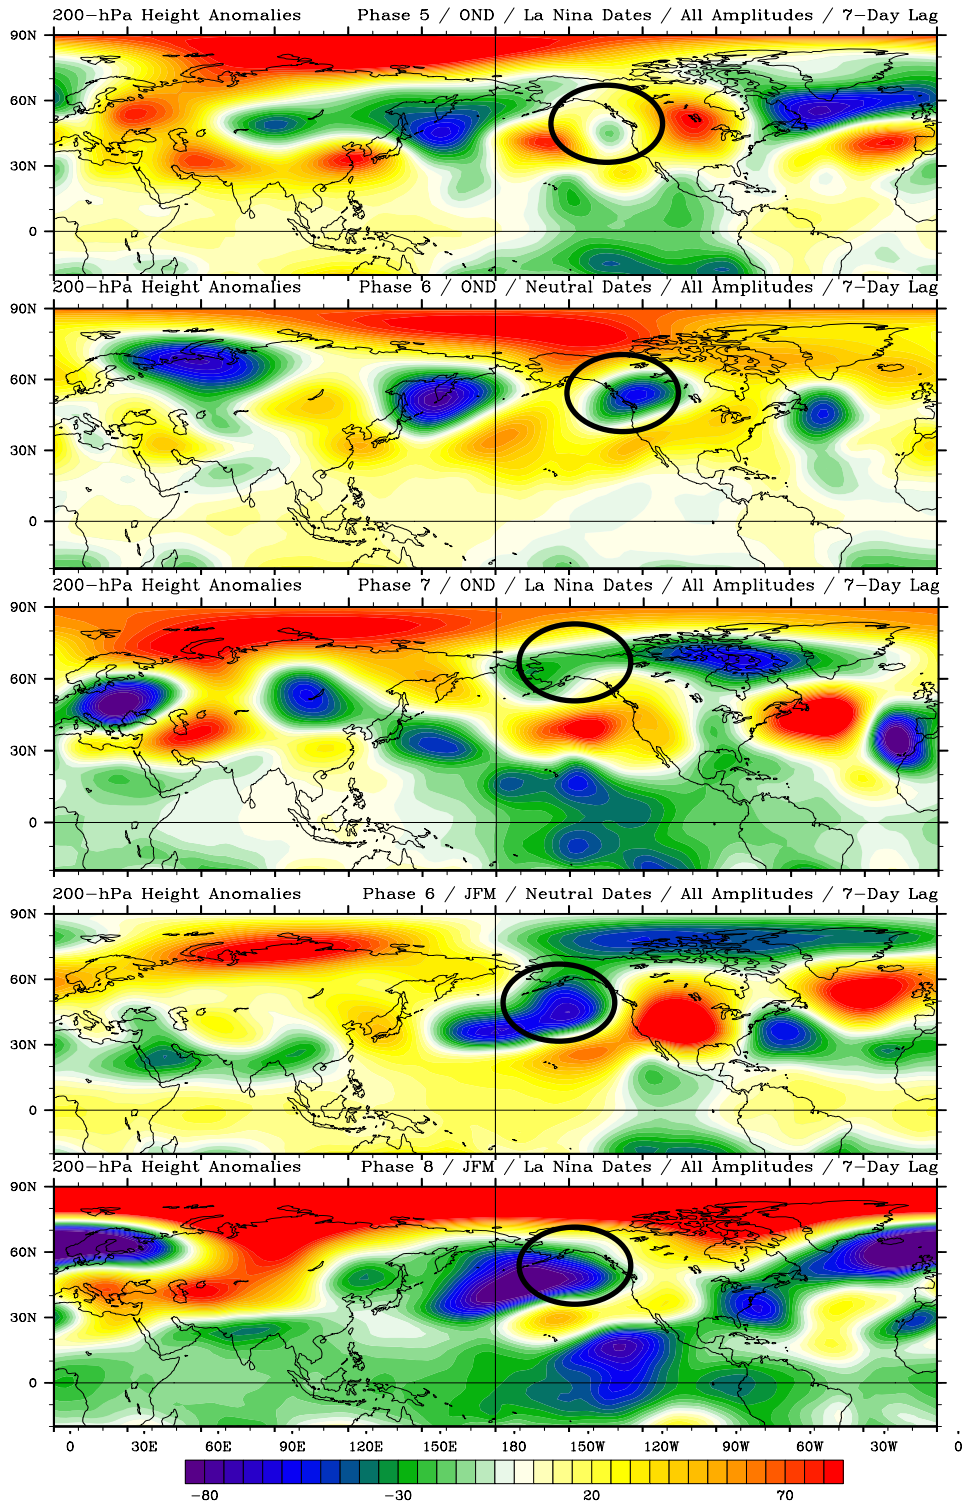 200-hPa Height Anomalies Phase 5 / OND / La Nina Dates / All Amplitudes / 7-Day Lag
90N
60N
30N
0
200-hPa Height Anomalies Phase 6 / OND / Neutral Dates / All Amplitudes / 7-Day Lag
90N
60N
30N
0
200-hPa Height Anomalies Phase 7 / OND / La Nina Dates / All Amplitudes / 7-Day Lag
90N
60N
30N
0
200-hPa Height Anomalies Phase 6 / JFM / Neutral Dates / All Amplitudes / 7-Day Lag
90N
60N
30N
0
200-hPa Height Anomalies Phase 8 / JFM / La Nina Dates / All Amplitudes / 7-Day Lag
90N
60N
30N
0
0 30E 60E 90E 120E 150E 180 150W 120W 90W 60W 30W 0
-80 -30 20 70